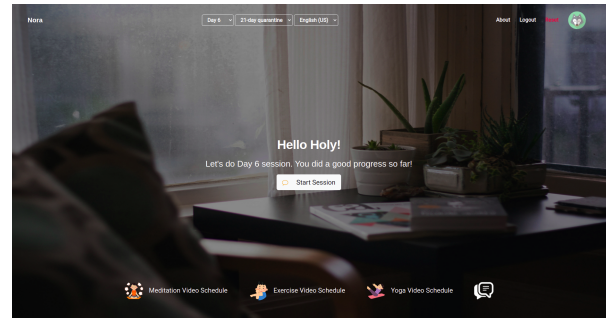 Nora
Day 6
21-day quarantine
English (US)
About
Logout
Hello Holy!
Let's do Day 6 session. You did a good progress so far!
Start Session
Meditation Video Schedule
Exercise Video Schedule
Yoga Video Schedule